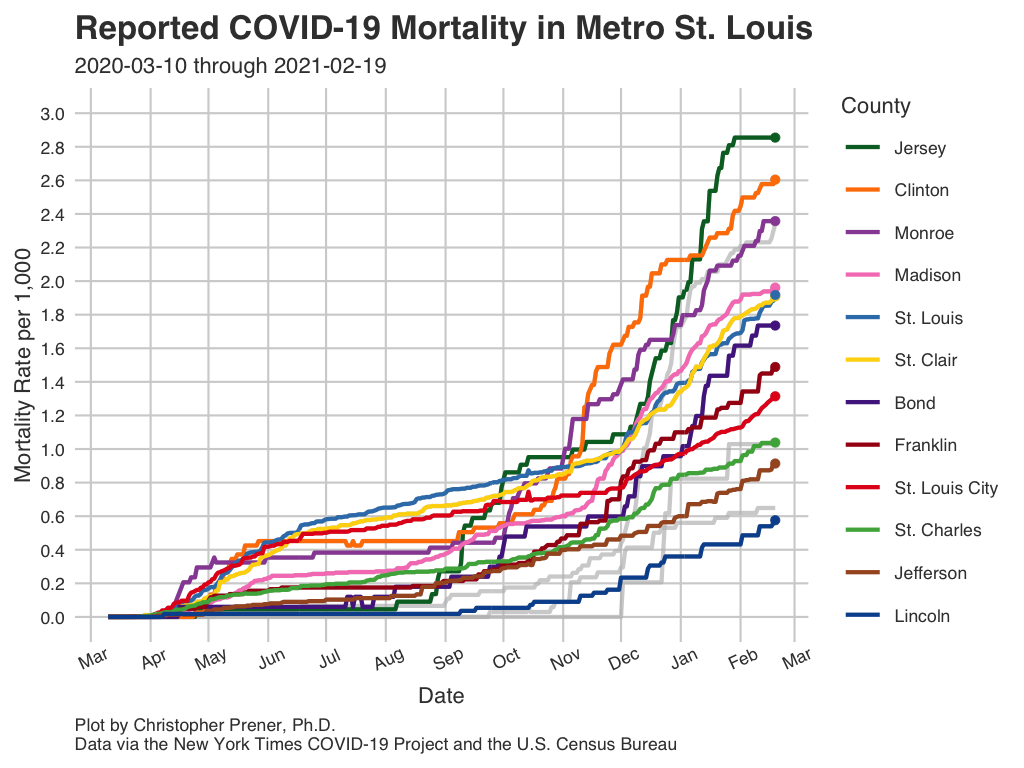 Reported COVID-19 Mortality in Metro St. Louis
2020-03-10 through 2021-02-19
Mortality Rate per 1,000
3.0
2.8
2.6
2.4
2.2
2.0
1.8
1.6
1.4
1.2
1.0
0.8
0.6
0.4
0.2
0.0
Mar Apr May Jun Jul Aug Sep Oct Nov Dec Jan Feb Mar
Date
County
Jersey
Clinton
Monroe
Madison
St. Louis
St. Clair
Bond
Franklin
St. Louis City
St. Charles
Jefferson
Lincoln
Plot by Christopher Prener, Ph.D.
Data via the New York Times COVID-19 Project and the U.S. Census Bureau